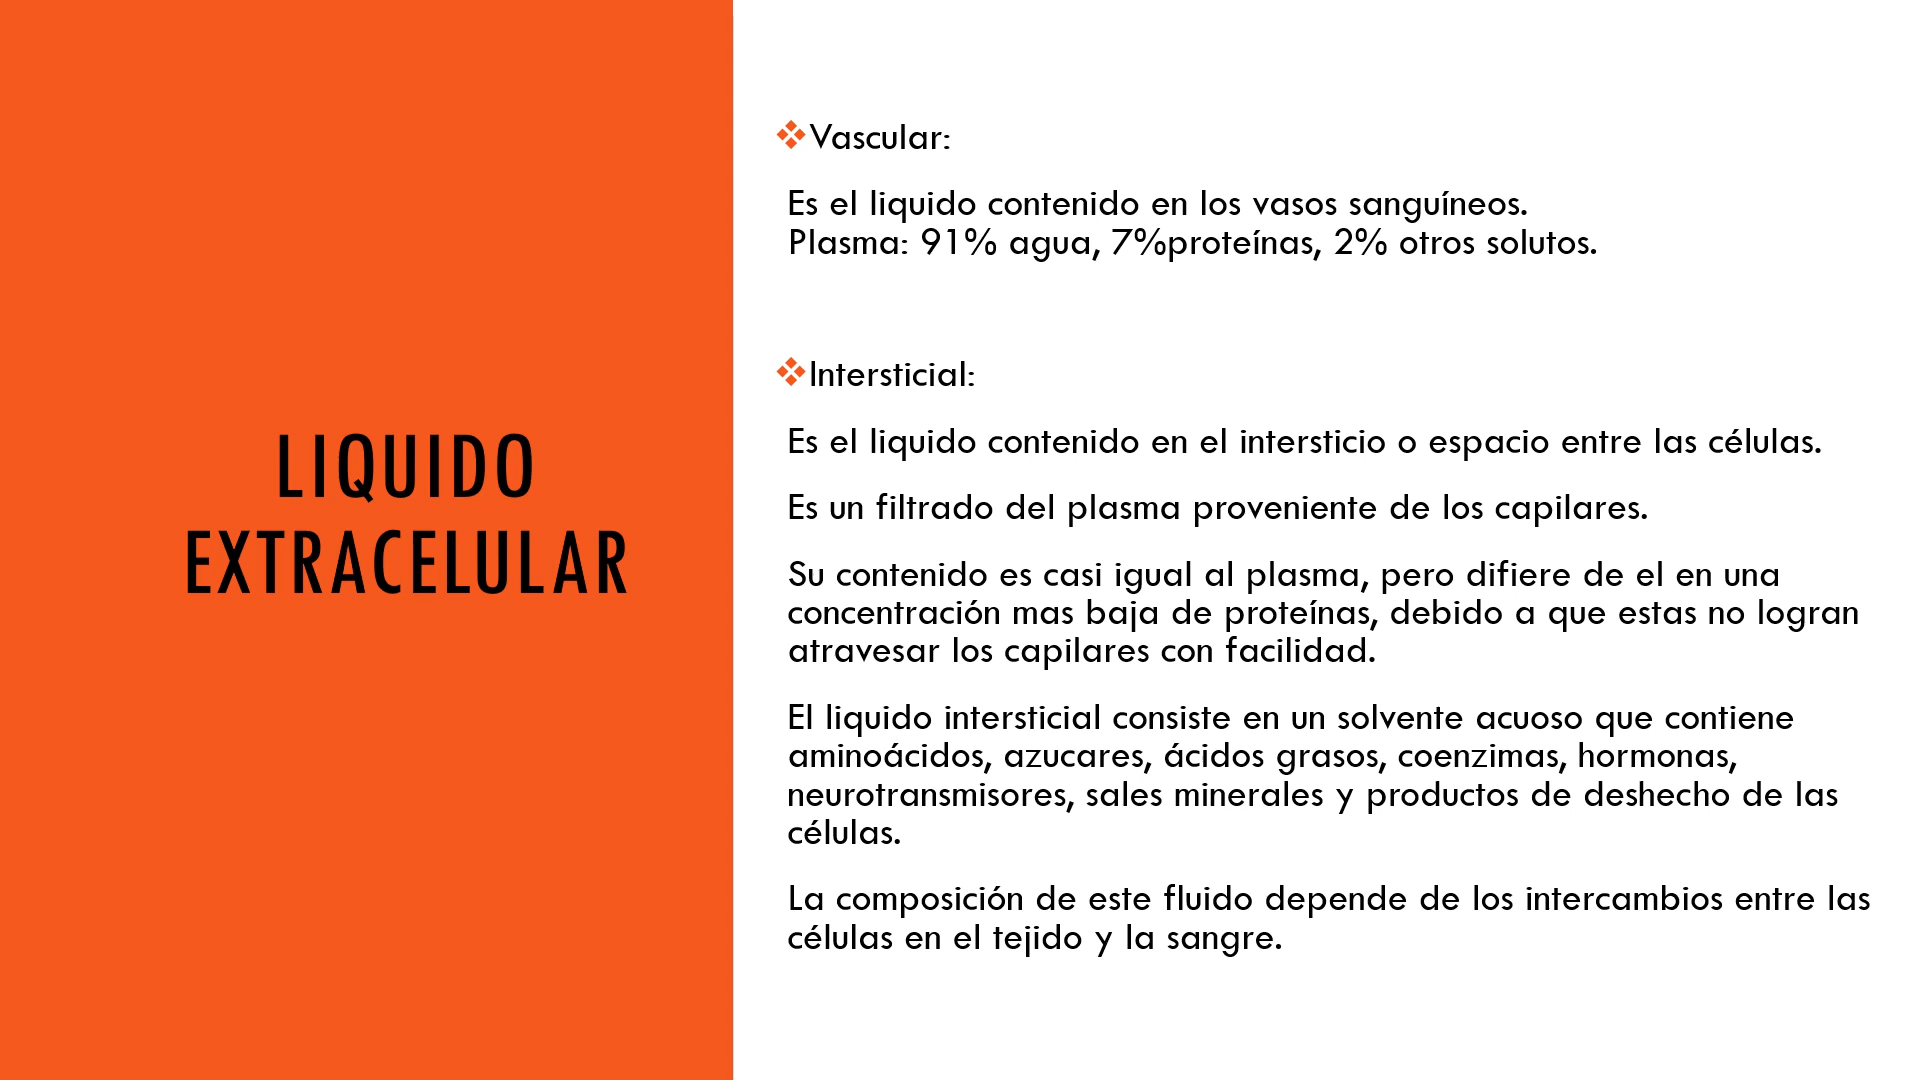 LIQUIDO
EXTRACELULAR
❖Vascular:
Es el liquido contenido en los vasos sanguíneos.
Plasma: 91% agua, 7%proteínas, 2% otros solutos.
❖Intersticial:
Es el liquido contenido en el intersticio o espacio entre las células.
Es un filtrado del plasma proveniente de los capilares.
Su contenido es casi igual al plasma, pero difiere de el en una
concentración mas baja de proteínas, debido a que estas no logran
atravesar los capilares con facilidad.
El liquido intersticial consiste en un solvente acuoso que contiene
aminoácidos, azucares, ácidos grasos, coenzimas, hormonas,
neurotransmisores, sales minerales y productos de deshecho de las
células.
La composición de este fluido depende de los intercambios entre las
células en el tejido y la sangre.